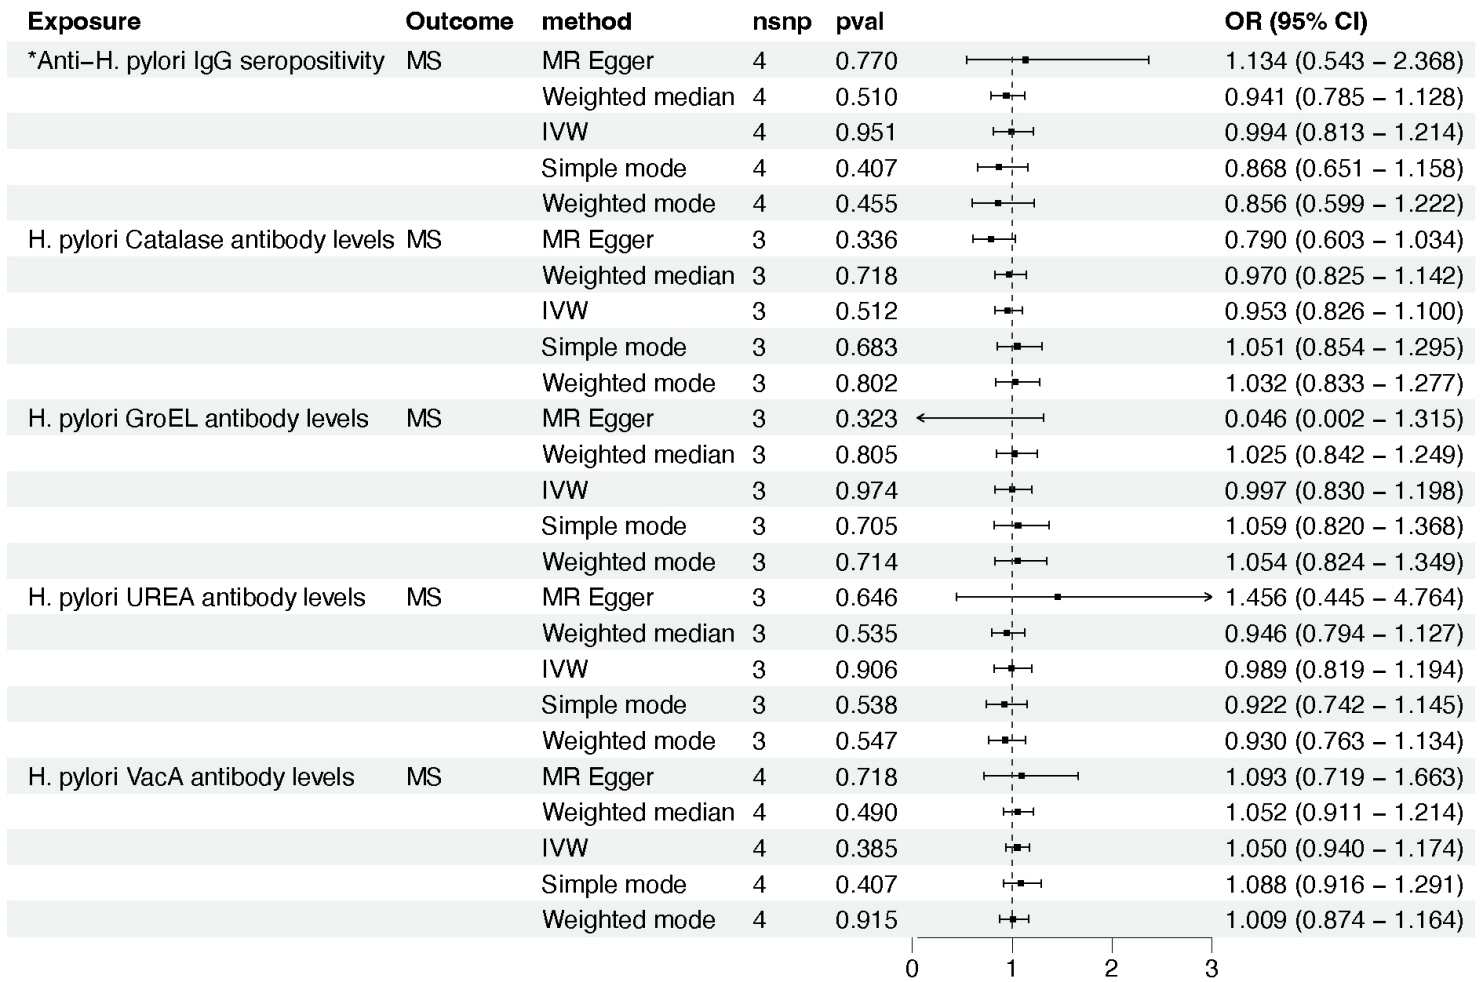 Exposure Outcome method nsnp pval OR (95% CI)
*Anti−H. pylori IgG seropositivity MS MR Egger 4 0.770 1.134 (0.543 − 2.368)
Weighted median 4 0.510 0.941 (0.785 − 1.128)
IVW 4 0.951 0.994 (0.813 − 1.214)
Simple mode 4 0.407 0.868 (0.651 − 1.158)
Weighted mode 4 0.455 0.856 (0.599 − 1.222)
H. pylori Catalase antibody levels MS MR Egger 3 0.336 0.790 (0.603 − 1.034)
Weighted median 3 0.718 0.970 (0.825 − 1.142)
IVW 3 0.512 0.953 (0.826 − 1.100)
Simple mode 3 0.683 1.051 (0.854 − 1.295)
Weighted mode 3 0.802 1.032 (0.833 − 1.277)
H. pylori GroEL antibody levels MS MR Egger 3 0.323 0.046 (0.002 − 1.315)
Weighted median 3 0.805 1.025 (0.842 − 1.249)
IVW 3 0.974 0.997 (0.830 − 1.198)
Simple mode 3 0.705 1.059 (0.820 − 1.368)
Weighted mode 3 0.714 1.054 (0.824 − 1.349)
H. pylori UREA antibody levels MS MR Egger 3 0.646 1.456 (0.445 − 4.764)
Weighted median 3 0.535 0.946 (0.794 − 1.127)
IVW 3 0.906 0.989 (0.819 − 1.194)
Simple mode 3 0.538 0.922 (0.742 − 1.145)
Weighted mode 3 0.547 0.930 (0.763 − 1.134)
H. pylori VacA antibody levels MS MR Egger 4 0.718 1.093 (0.719 − 1.663)
Weighted median 4 0.490 1.052 (0.911 − 1.214)
IVW 4 0.385 1.050 (0.940 − 1.174)
Simple mode 4 0.407 1.088 (0.916 − 1.291)
Weighted mode 4 0.915 1.009 (0.874 − 1.164)
0 1 2 3